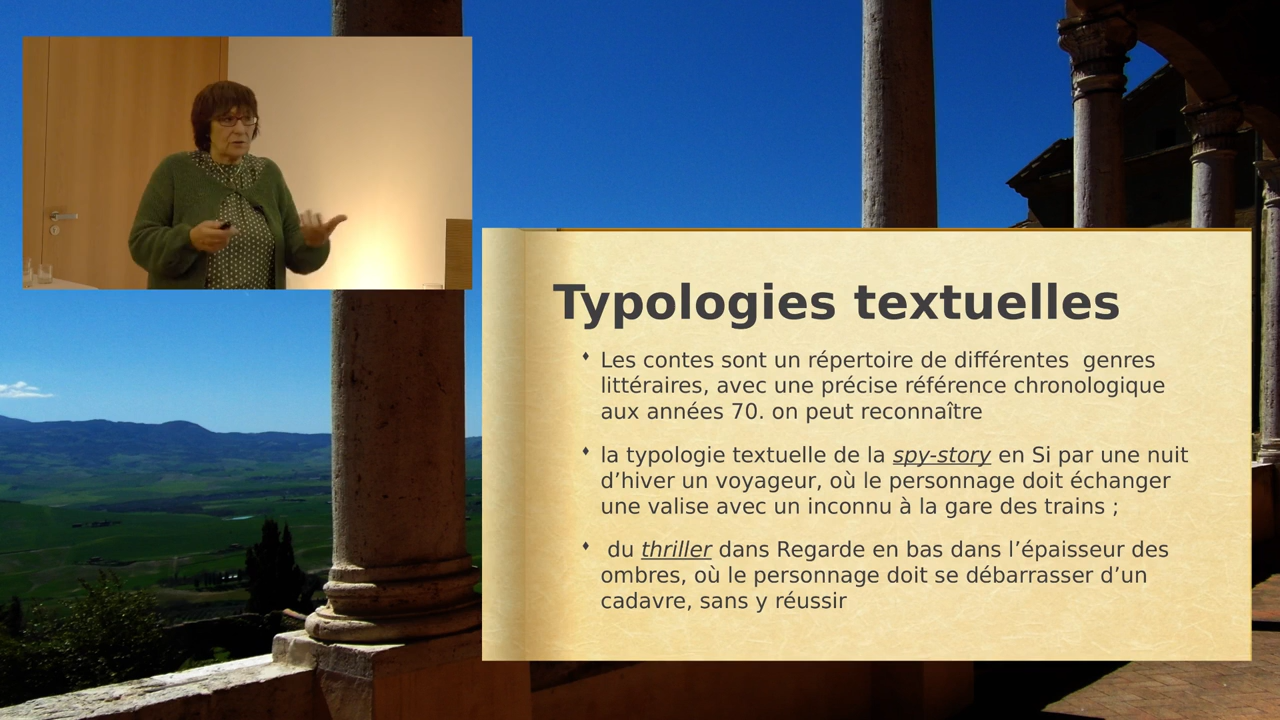 Typologies textuelles
Les contes sont un répertoire de différentes  genres
littéraires, avec une précise référence chronologique
aux années 70. on peut reconnaître
la typologie textuelle de la spy-story en Si par une nuit
d’hiver un voyageur, où le personnage doit échanger
une valise avec un inconnu à la gare des trains ;
du thriller dans Regarde en bas dans l’épaisseur des
ombres, où le personnage doit se débarrasser d’un
cadavre, sans y réussir